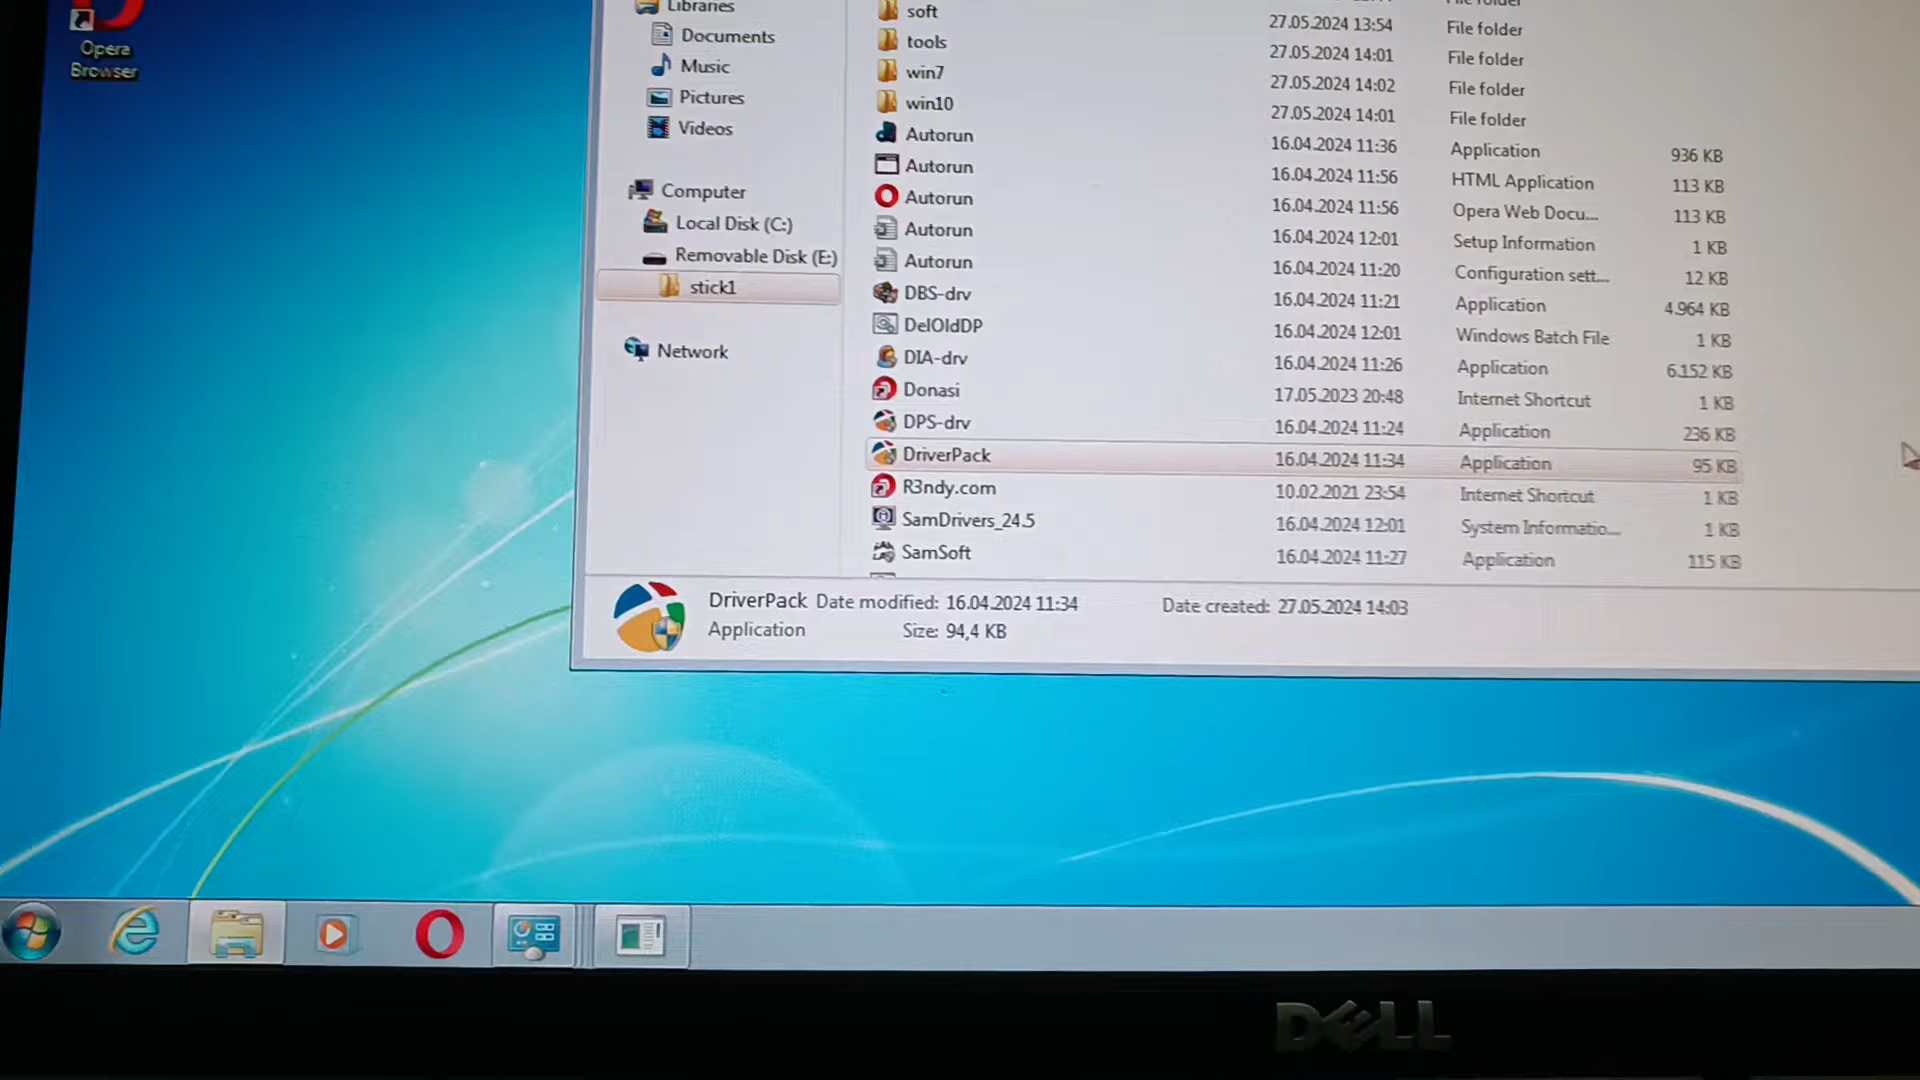 Opera
Browser
Libraries
Documents
Music
Pictures
Videos
Computer
Local Disk (C:)
Removable Disk (E:)
stick1
Network
soft 27.05.2024 13:54 File folder
tools 27.05.2024 14:01 File folder
win7 27.05.2024 14:02 File folder
win10 27.05.2024 14:01 File folder
Autorun 16.04.2024 11:36 Application 936 KB
Autorun 16.04.2024 11:56 HTML Application 113 KB
Autorun 16.04.2024 11:56 Opera Web Docu... 113 KB
Autorun 16.04.2024 12:01 Setup Information 1 KB
Autorun 16.04.2024 11:20 Configuration sett... 12 KB
DBS-drv 16.04.2024 11:21 Application 4.964 KB
DelOldDP 16.04.2024 12:01 Windows Batch File 1 KB
DIA-drv 16.04.2024 11:26 Application 6.152 KB
Donasi 17.05.2023 20:48 Internet Shortcut 1 KB
DPS-drv 16.04.2024 11:24 Application 236 KB
DriverPack 16.04.2024 11:34 Application 95 KB
R3ndy.com 10.02.2021 23:54 Internet Shortcut 1 KB
SamDrivers_24.5 16.04.2024 12:01 System Informatio... 1 KB
SamSoft 16.04.2024 11:27 Application 115 KB
DriverPack Date modified: 16.04.2024 11:34 Date created: 27.05.2024 14:03
Application Size: 94,4 KB
DELL